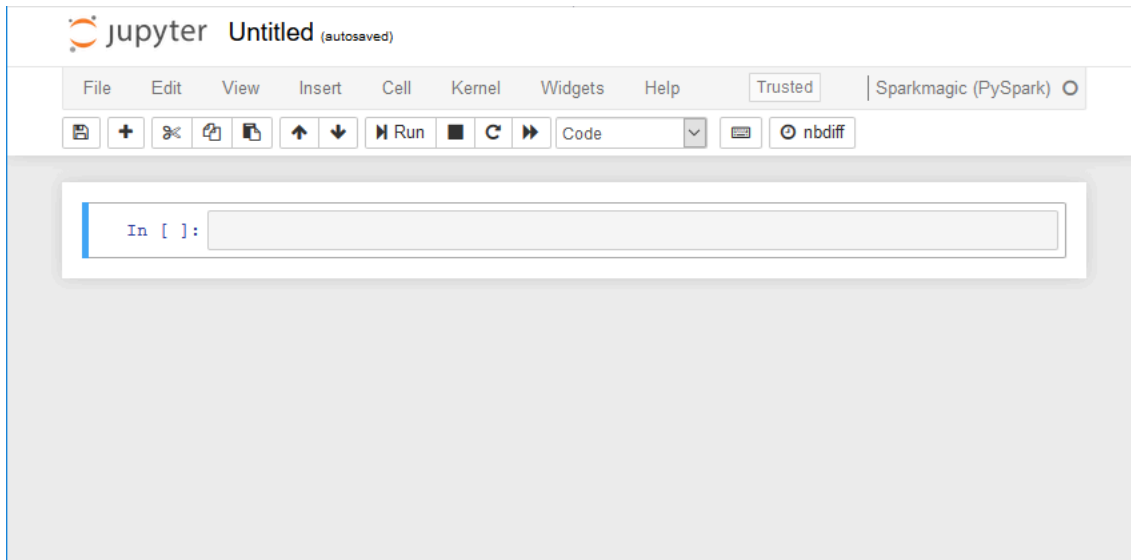 jupyter Untitled (autosaved)
File Edit View Insert Cell Kernel Widgets Help Trusted Sparkmagic (PySpark)
Run Code nbdiff
In [ ]: